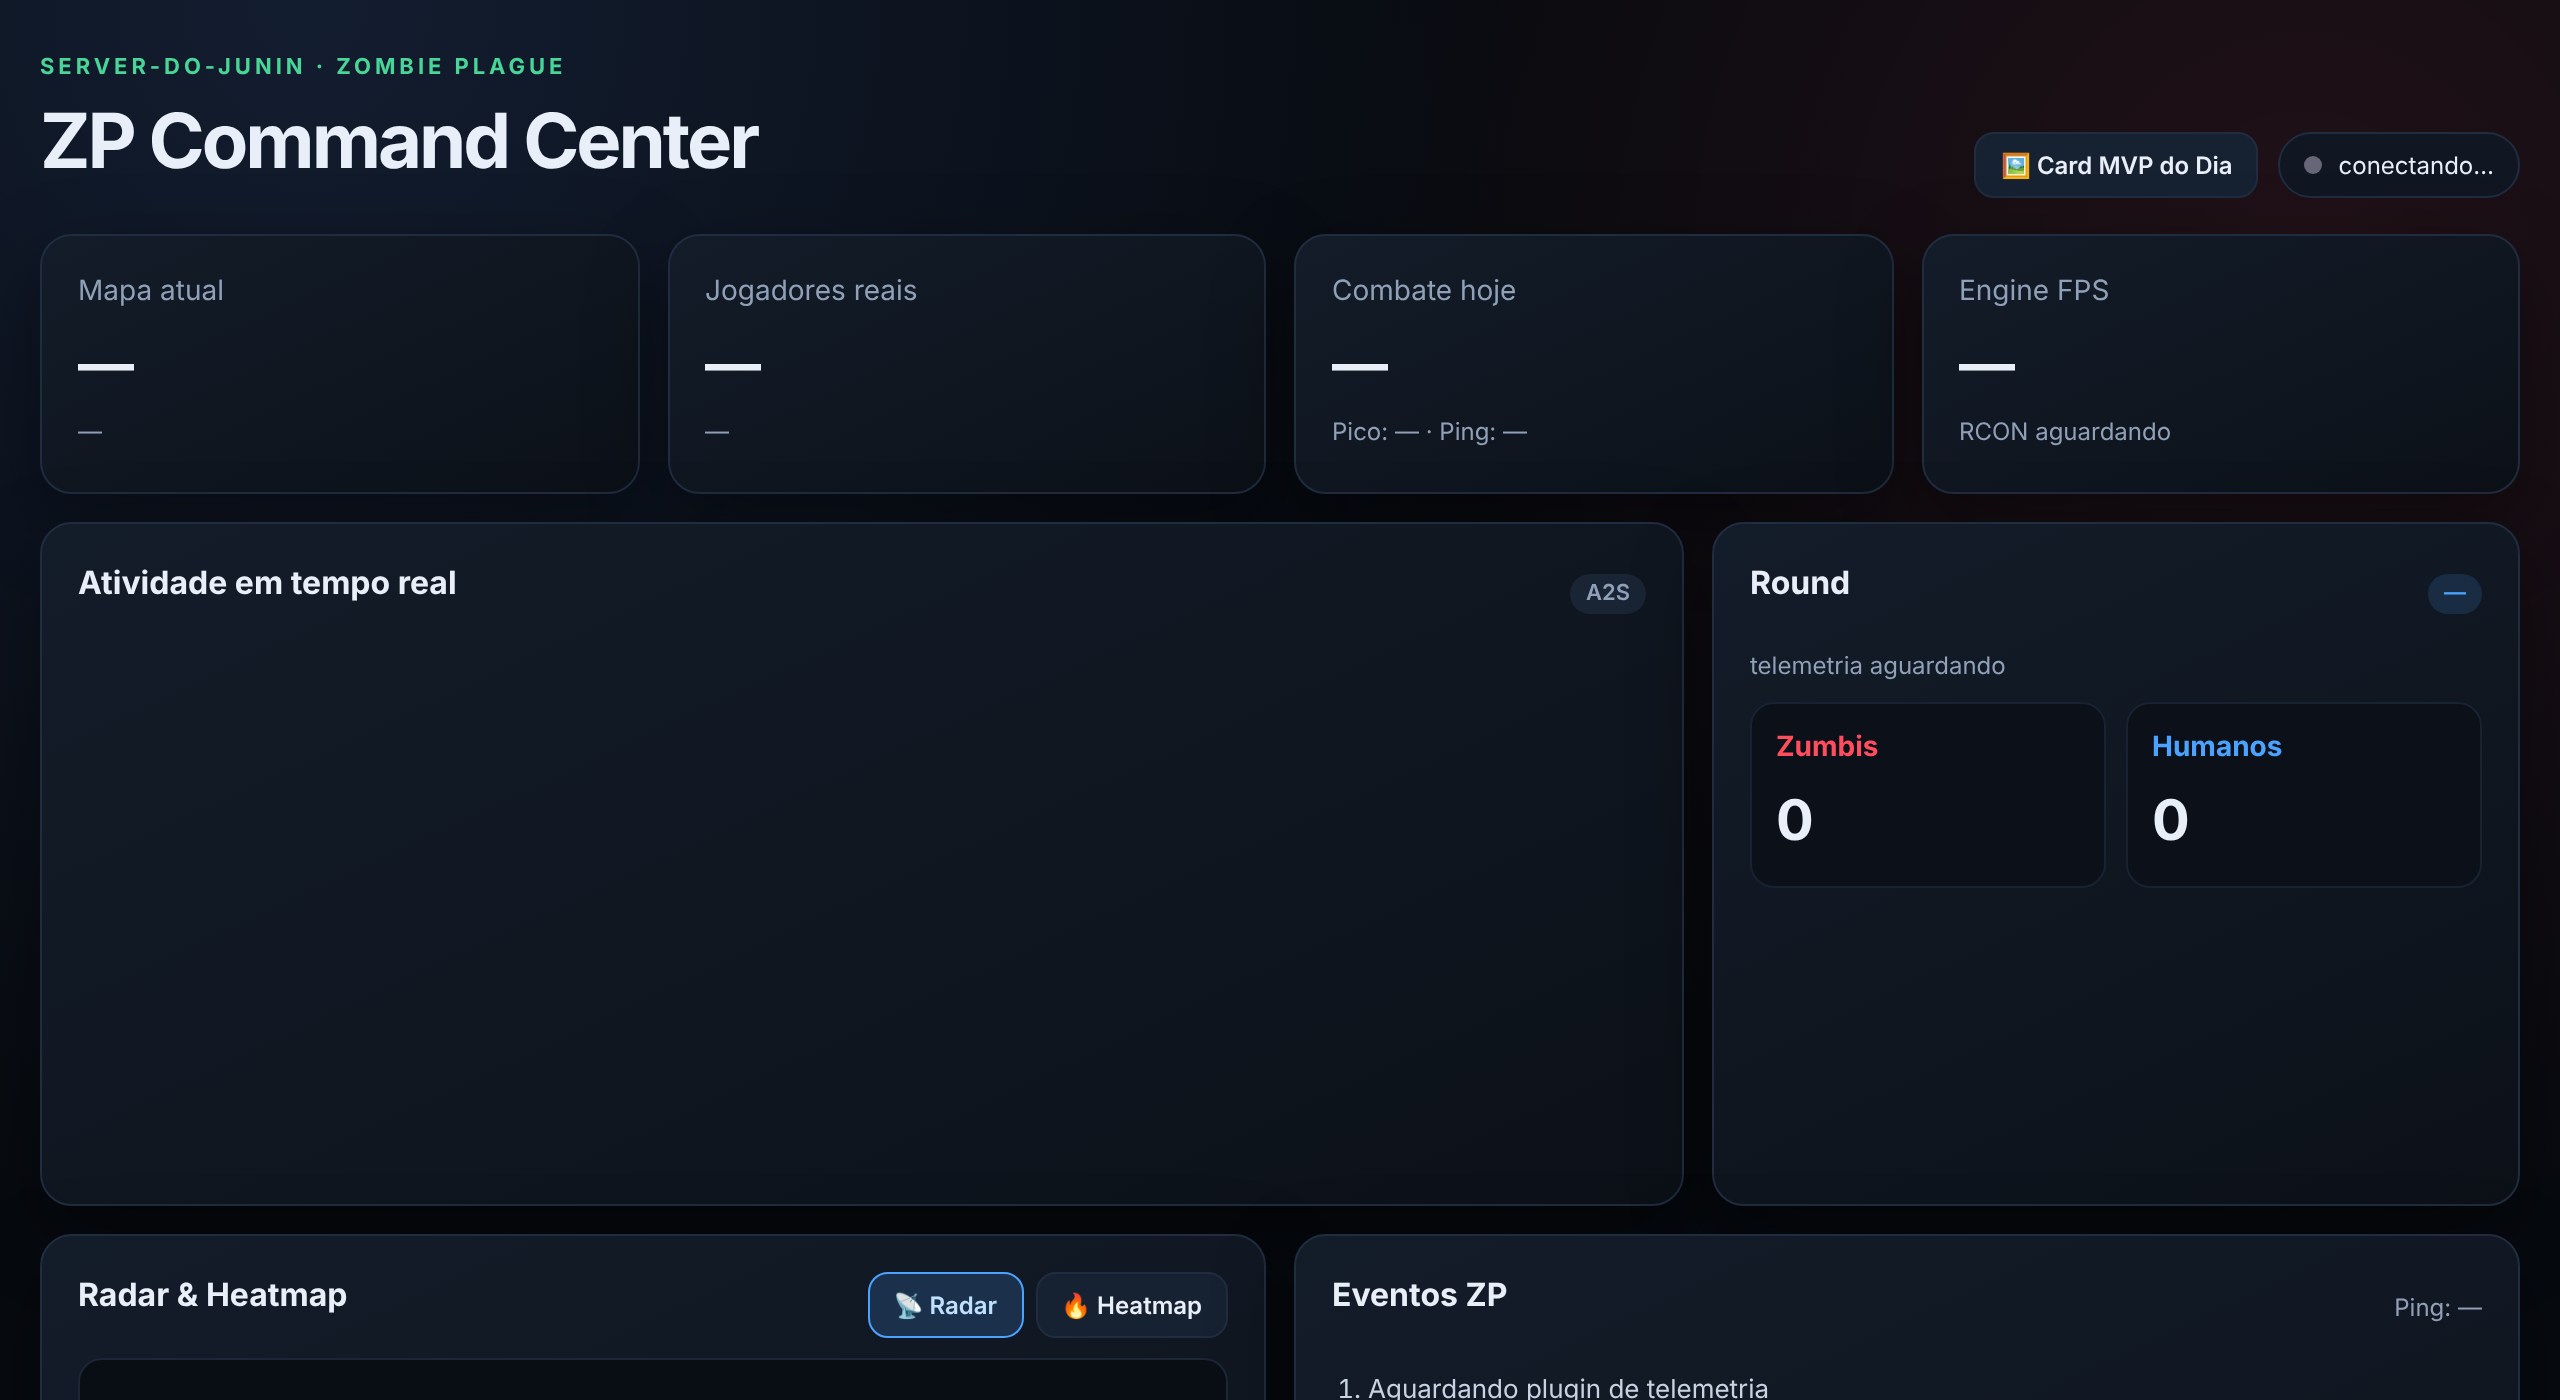 SERVER-DO-JUNIN · ZOMBIE PLAGUE
ZP Command Center
🖼️ Card MVP do Dia
conectando...
Mapa atual
—
—
Jogadores reais
—
—
Combate hoje
—
Pico: — · Ping: —
Engine FPS
—
RCON aguardando
Atividade em tempo real
A2S
Round
—
telemetria aguardando
Zumbis
0
Humanos
0
Radar & Heatmap
📡 Radar
🔥 Heatmap
Eventos ZP
Ping: —
1. Aguardando plugin de telemetria